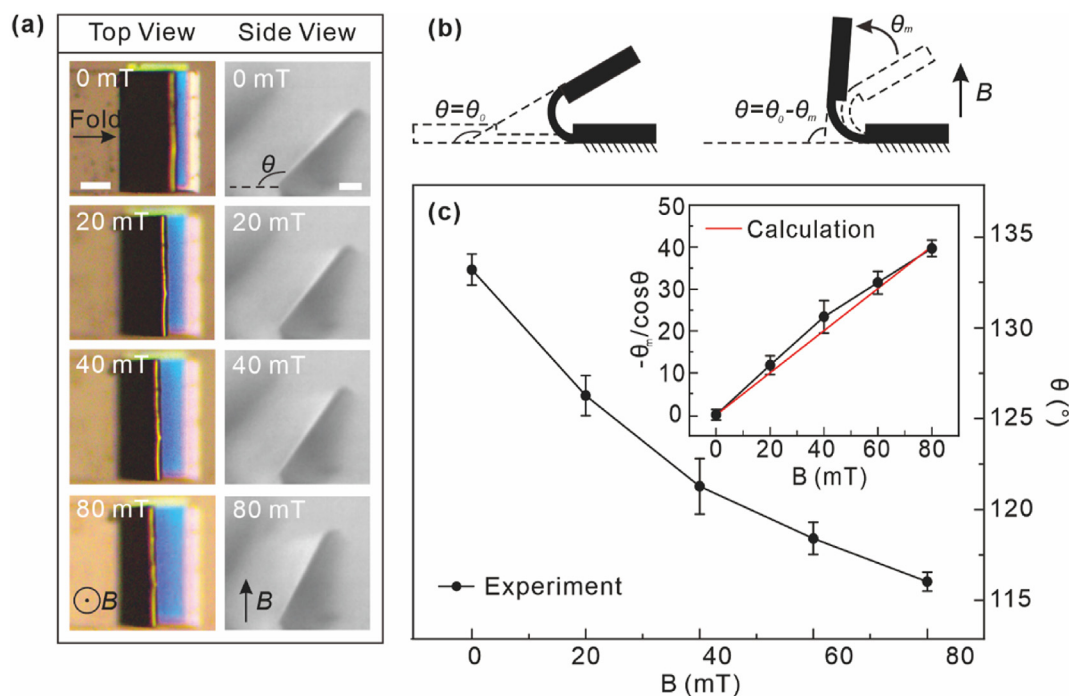 (a)
Top View
Side View
0 mT
Fold
0 mT
θ
20 mT
20 mT
40 mT
40 mT
80 mT
B
80 mT
B
(b)
θ=θ₀
θₘ
θ=θ₀-θₘ
B
(c)
50
40
30
20
10
0
-θₘ/cosθ
Calculation
0
20
40
60
80
B (mT)
135
130
125
120
115
θ (°)
Experiment
0
20
40
60
80
B (mT)